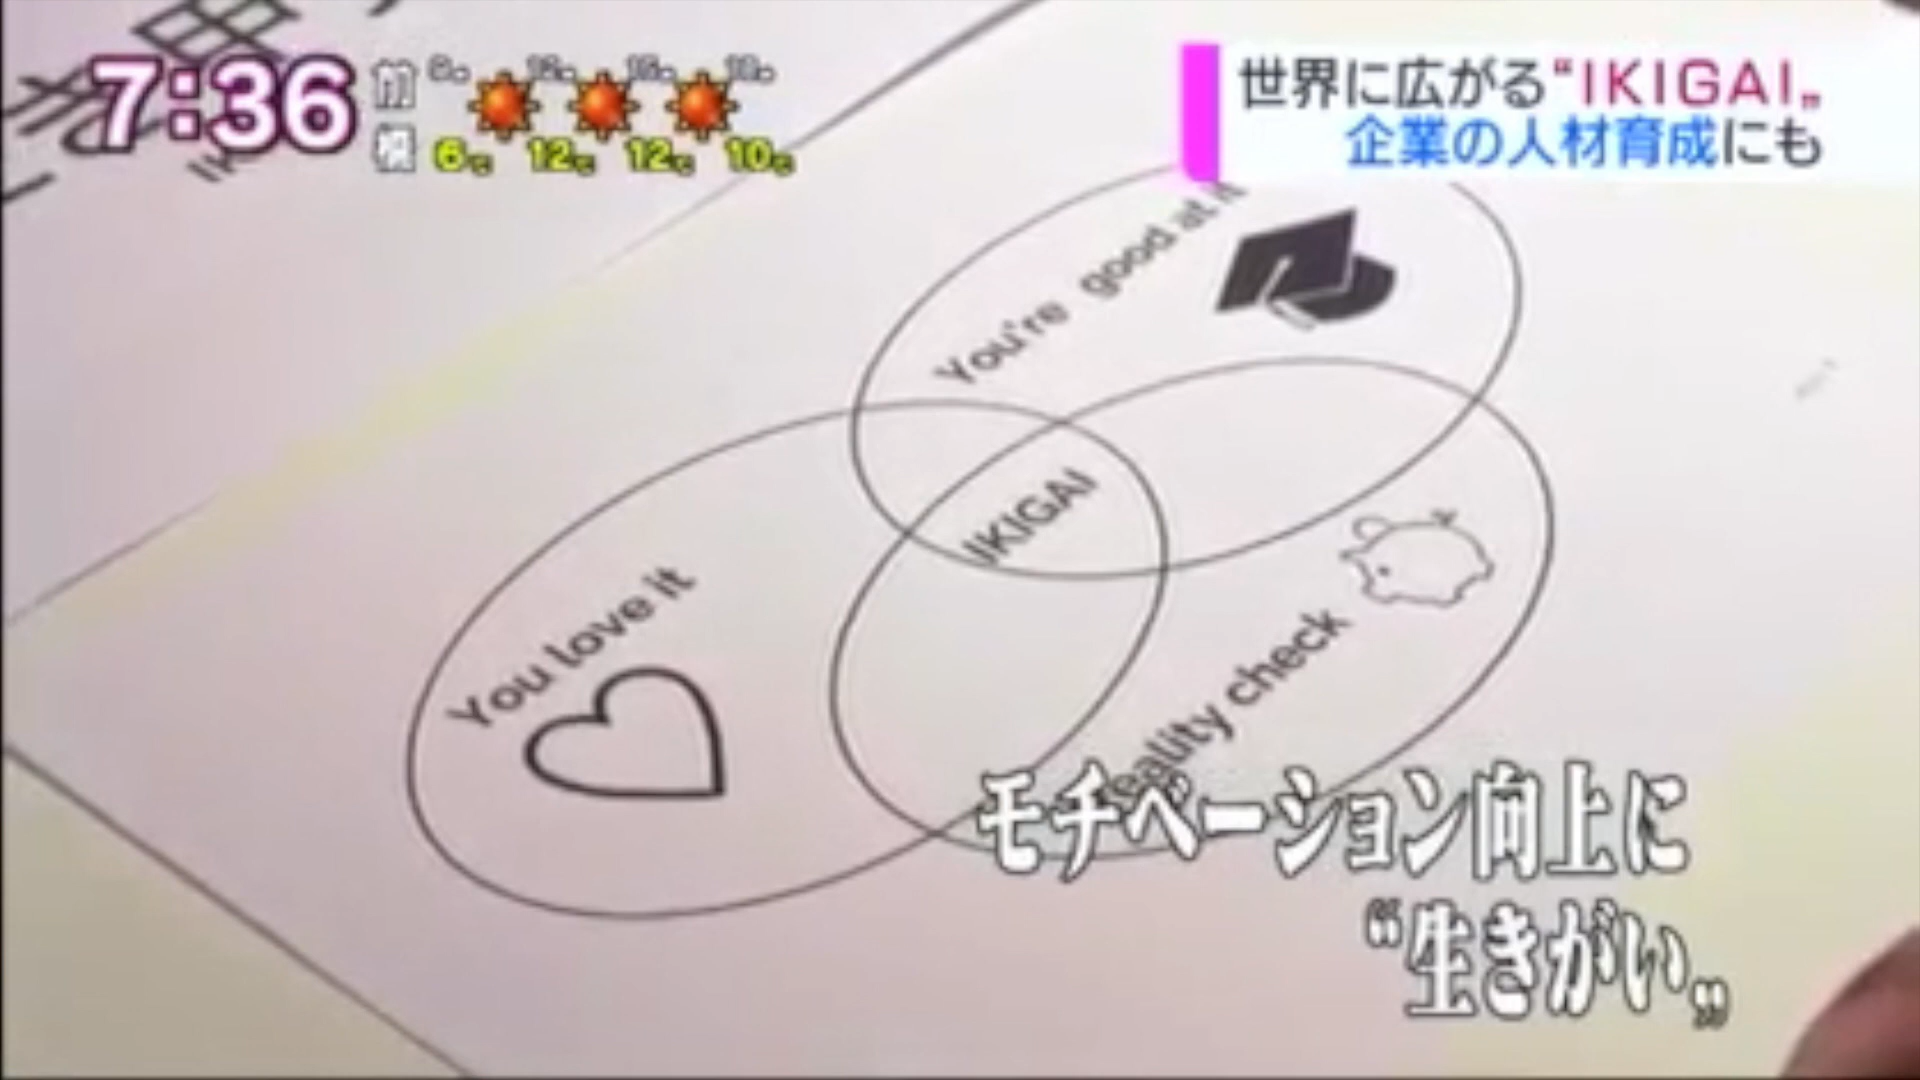 7:36
前橋
6℃ 12℃ 12℃ 10℃
世界に広がる“IKIGAI”
企業の人材育成にも
You're good at it
IKIGAI
You love it
check
モチベーション向上に
“生きがい”